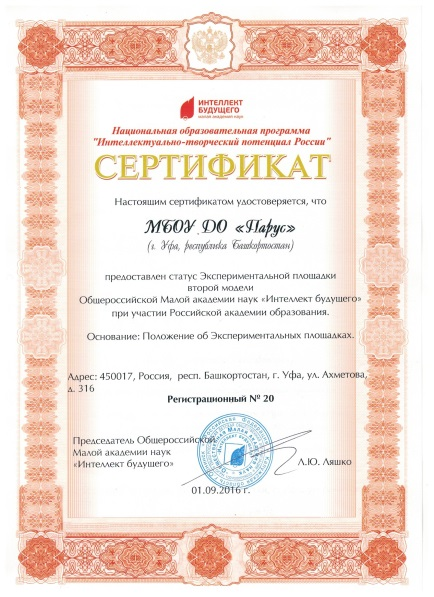 ИНТЕЛЛЕКТ
БУДУЩЕГО
малая академия наук
Национальная образовательная программа
"Интеллектуально-творческий потенциал России"
СЕРТИФИКАТ
Настоящим сертификатом удостоверяется, что
МБОУ ДО «Парус»
(г. Уфа, республика Башкортостан)
предоставлен статус Экспериментальной площадки
второй модели
Общероссийской Малой академии наук «Интеллект будущего»
при участии Российской академии образования.
Основание: Положение об Экспериментальных площадках.
Адрес: 450017, Россия, респ. Башкортостан, г. Уфа, ул. Ахметова,
д. 316
Регистрационный № 20
Председатель Общероссийской
Малой академии наук
«Интеллект будущего»
Л.Ю. Ляшко
01.09.2016 г.